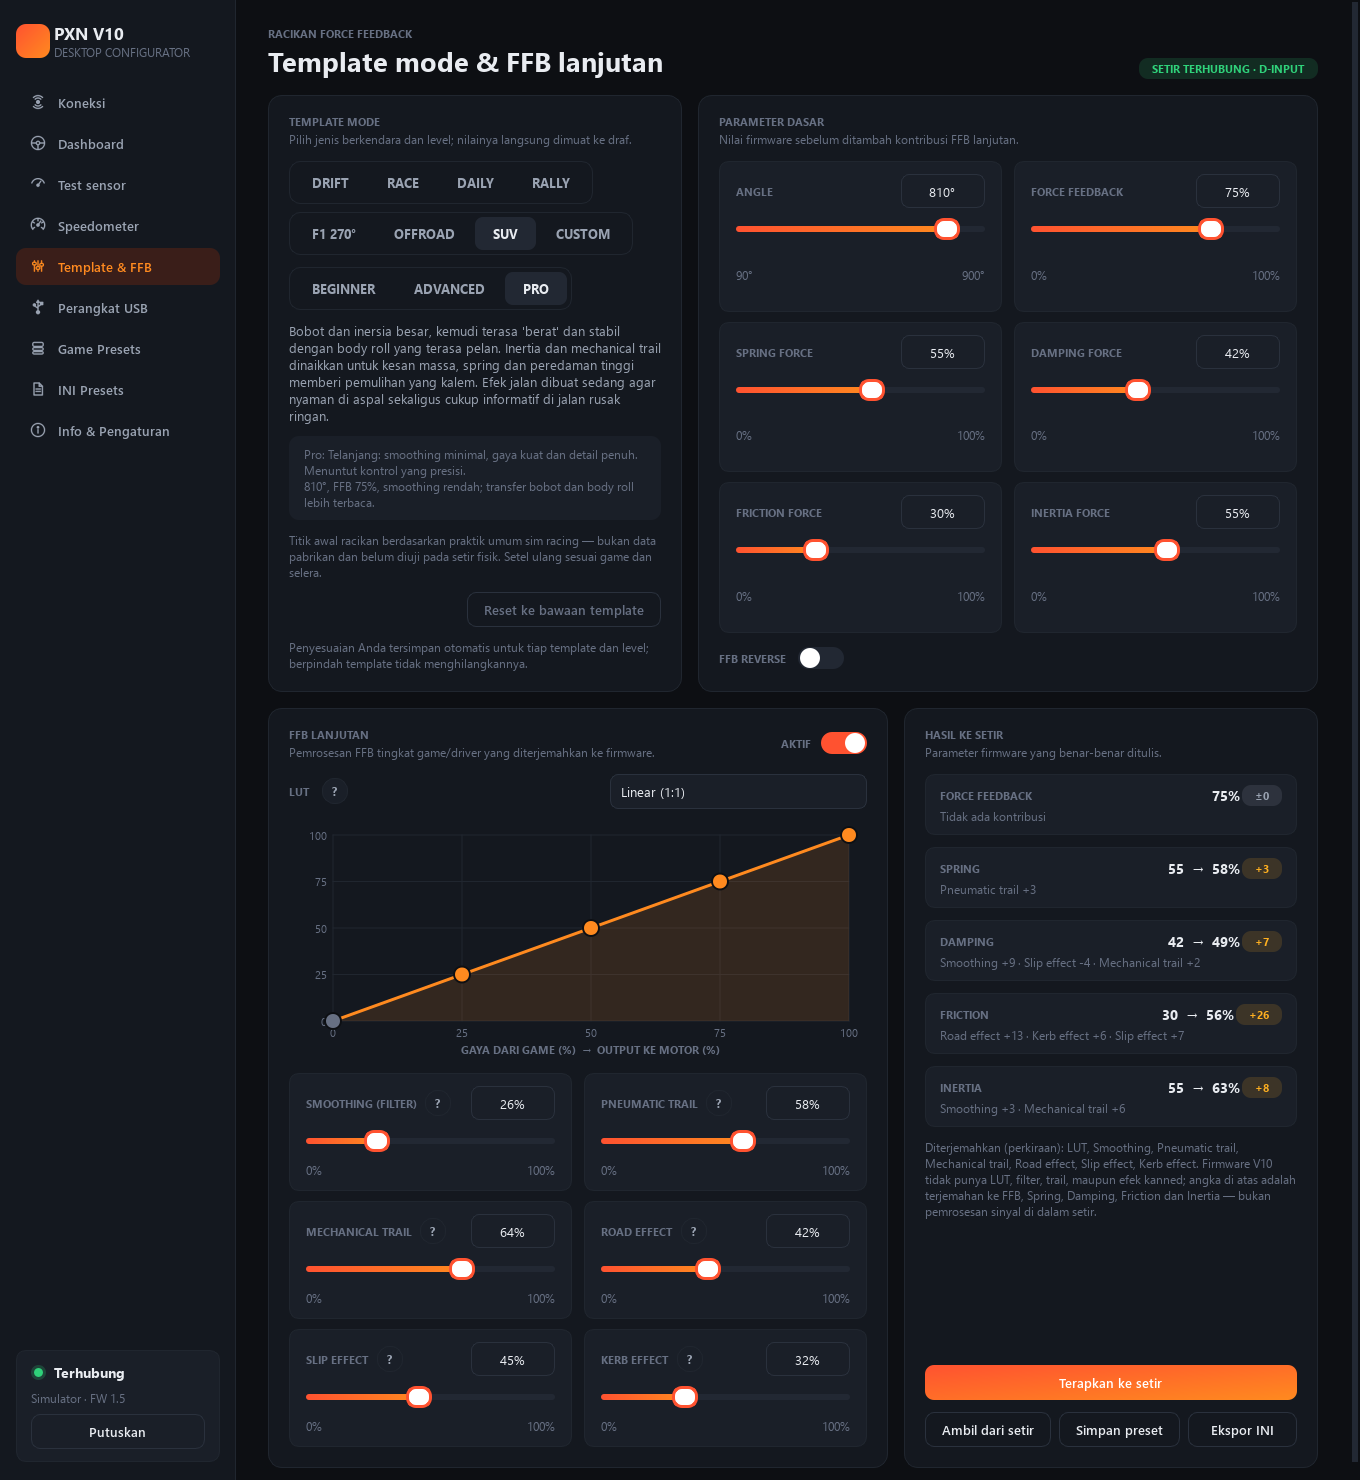 PXN V10
DESKTOP CONFIGURATOR
Koneksi
Dashboard
Test sensor
Speedometer
Template & FFB
Perangkat USB
Game Presets
INI Presets
Info & Pengaturan
Terhubung
Simulator · FW 1.5
Putuskan
RACIKAN FORCE FEEDBACK
Template mode & FFB lanjutan
SETIR TERHUBUNG · D-INPUT
TEMPLATE MODE
Pilih jenis berkendara dan level; nilainya langsung dimuat ke draf.
DRIFT RACE DAILY RALLY
F1 270° OFFROAD SUV CUSTOM
BEGINNER ADVANCED PRO
Bobot dan inersia besar, kemudi terasa 'berat' dan stabil
dengan body roll yang terasa pelan. Inertia dan mechanical trail
dinaikkan untuk kesan massa, spring dan peredaman tinggi
memberi pemulihan yang kalem. Efek jalan dibuat sedang agar
nyaman di aspal sekaligus cukup informatif di jalan rusak
ringan.
Pro: Telanjang: smoothing minimal, gaya kuat dan detail penuh.
Menuntut kontrol yang presisi.
810°, FFB 75%, smoothing rendah; transfer bobot dan body roll
lebih terbaca.
Titik awal racikan berdasarkan praktik umum sim racing — bukan data
pabrikan dan belum diuji pada setir fisik. Setel ulang sesuai game dan
selera.
Reset ke bawaan template
Penyesuaian Anda tersimpan otomatis untuk tiap template dan level;
berpindah template tidak menghilangkannya.
PARAMETER DASAR
Nilai firmware sebelum ditambah kontribusi FFB lanjutan.
ANGLE 810°
90° 900°
FORCE FEEDBACK 75%
0% 100%
SPRING FORCE 55%
0% 100%
DAMPING FORCE 42%
0% 100%
FRICTION FORCE 30%
0% 100%
INERTIA FORCE 55%
0% 100%
FFB REVERSE
FFB LANJUTAN
Pemrosesan FFB tingkat game/driver yang diterjemahkan ke firmware.
AKTIF
LUT ? Linear (1:1)
100
75
50
25
0
0 25 50 75 100
GAYA DARI GAME (%) → OUTPUT KE MOTOR (%)
SMOOTHING (FILTER) ? 26%
0% 100%
PNEUMATIC TRAIL ? 58%
0% 100%
MECHANICAL TRAIL ? 64%
0% 100%
ROAD EFFECT ? 42%
0% 100%
SLIP EFFECT ? 45%
0% 100%
KERB EFFECT ? 32%
0% 100%
HASIL KE SETIR
Parameter firmware yang benar-benar ditulis.
FORCE FEEDBACK 75% ±0
Tidak ada kontribusi
SPRING 55 → 58% +3
Pneumatic trail +3
DAMPING 42 → 49% +7
Smoothing +9 · Slip effect -4 · Mechanical trail +2
FRICTION 30 → 56% +26
Road effect +13 · Kerb effect +6 · Slip effect +7
INERTIA 55 → 63% +8
Smoothing +3 · Mechanical trail +6
Diterjemahkan (perkiraan): LUT, Smoothing, Pneumatic trail,
Mechanical trail, Road effect, Slip effect, Kerb effect. Firmware V10
tidak punya LUT, filter, trail, maupun efek kanned; angka di atas adalah
terjemahan ke FFB, Spring, Damping, Friction dan Inertia — bukan
pemrosesan sinyal di dalam setir.
Terapkan ke setir
Ambil dari setir Simpan preset Ekspor INI